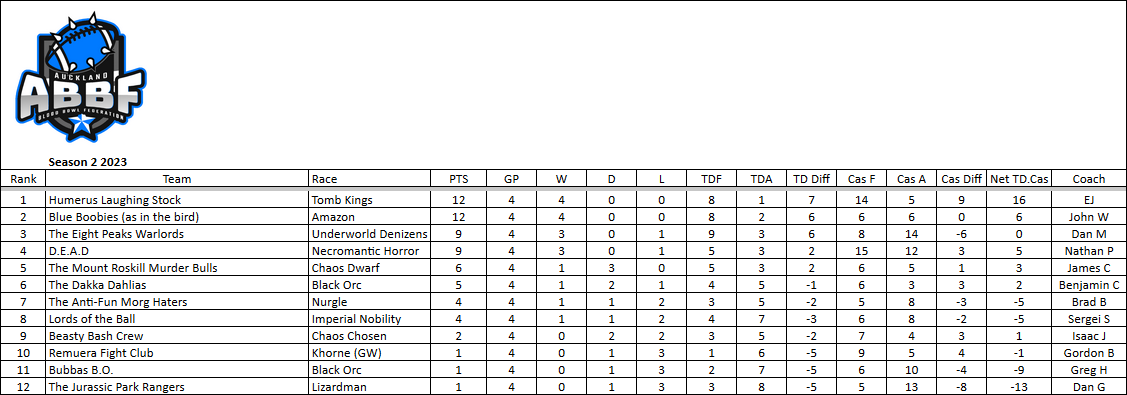 AUCKLAND
ABBF
BLOOD BOWL FEDERATION
Season 2 2023
Rank Team Race PTS GP W D L TDF TDA TD Diff Cas F Cas A Cas Diff Net TD.Cas Coach
1 Humerus Laughing Stock Tomb Kings 12 4 4 0 0 8 1 7 14 5 9 16 EJ
2 Blue Boobies (as in the bird) Amazon 12 4 4 0 0 8 2 6 6 6 0 6 John W
3 The Eight Peaks Warlords Underworld Denizens 9 4 3 0 1 9 3 6 8 14 -6 0 Dan M
4 D.E.A.D Necromantic Horror 9 4 3 0 1 5 3 2 15 12 3 5 Nathan P
5 The Mount Roskill Murder Bulls Chaos Dwarf 6 4 1 3 0 5 3 2 6 5 1 3 James C
6 The Dakka Dahlias Black Orc 5 4 1 2 1 4 5 -1 6 3 3 2 Benjamin C
7 The Anti-Fun Morg Haters Nurgle 4 4 1 1 2 3 5 -2 5 8 -3 -5 Brad B
8 Lords of the Ball Imperial Nobility 4 4 1 1 2 4 7 -3 6 8 -2 -5 Sergei S
9 Beasty Bash Crew Chaos Chosen 2 4 0 2 2 3 5 -2 7 4 3 1 Isaac J
10 Remuera Fight Club Khorne (GW) 1 4 0 1 3 1 6 -5 9 5 4 -1 Gordon B
11 Bubbas B.O. Black Orc 1 4 0 1 3 2 7 -5 6 10 -4 -9 Greg H
12 The Jurassic Park Rangers Lizardman 1 4 0 1 3 3 8 -5 5 13 -8 -13 Dan G